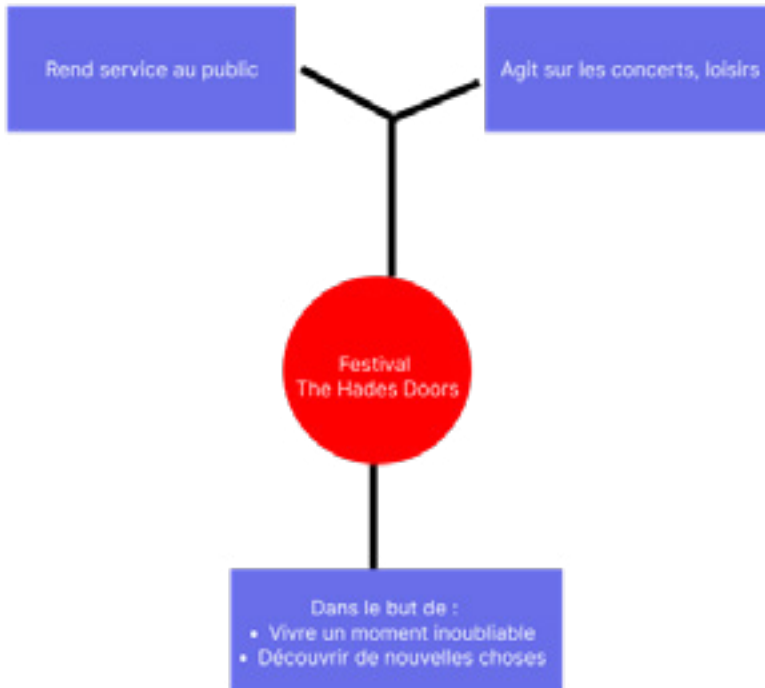 Rend service au public
Agit sur les concerts, loisirs
Festival
The Hades Doors
Dans le but de :
• Vivre un moment inoubliable
• Découvrir de nouvelles choses